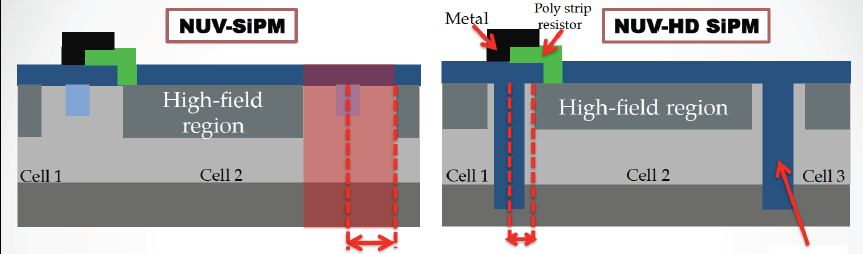 NUV-SiPM
High-field
region
Cell 1
Cell 2
Metal
Poly strip
resistor
NUV-HD SiPM
High-field region
Cell 1
Cell 2
Cell 3